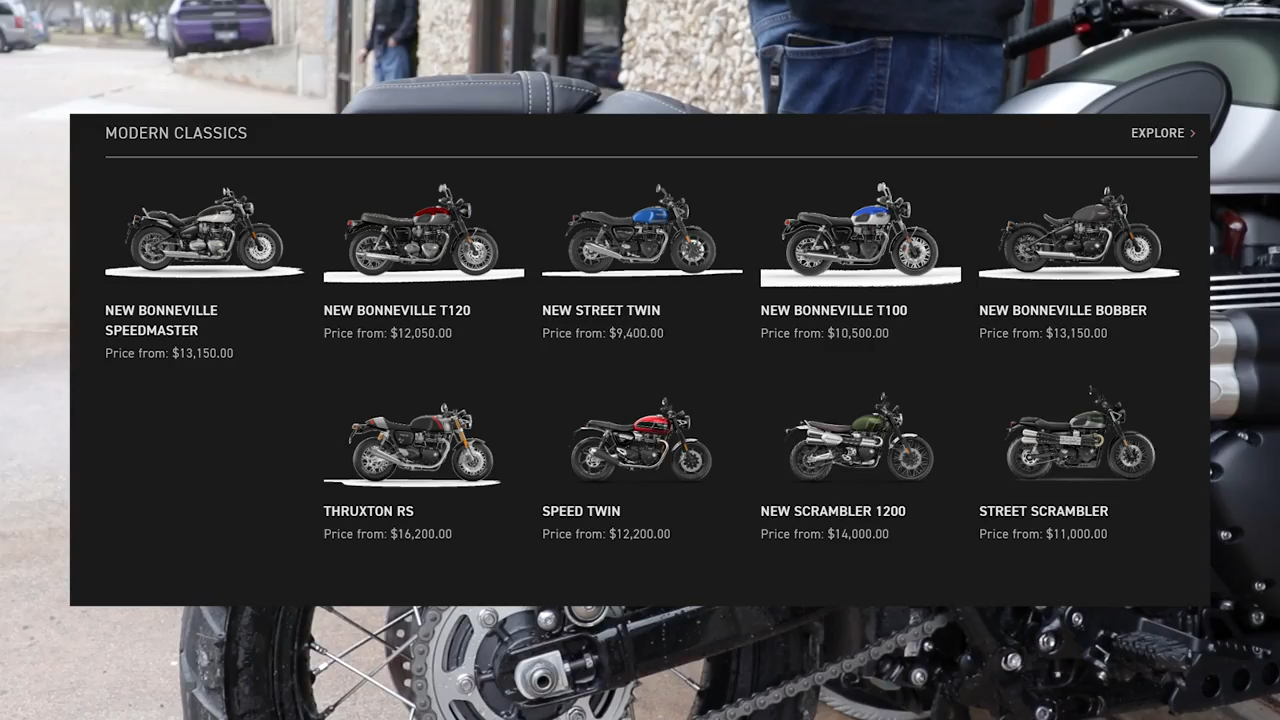 MODERN CLASSICS
EXPLORE >
NEW BONNEVILLE
SPEEDMASTER
Price from: $13,150.00
NEW BONNEVILLE T120
Price from: $12,050.00
NEW STREET TWIN
Price from: $9,400.00
NEW BONNEVILLE T100
Price from: $10,500.00
NEW BONNEVILLE BOBBER
Price from: $13,150.00
THRUXTON RS
Price from: $16,200.00
SPEED TWIN
Price from: $12,200.00
NEW SCRAMBLER 1200
Price from: $14,000.00
STREET SCRAMBLER
Price from: $11,000.00